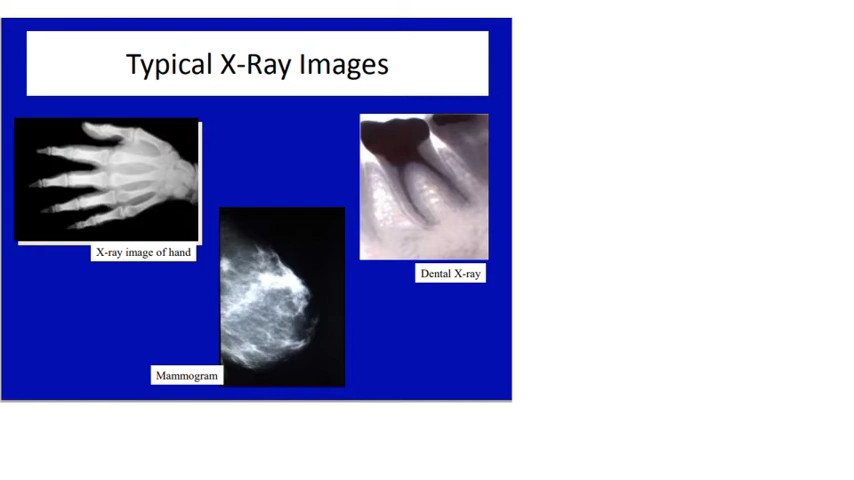 Typical X-Ray Images
X-ray image of hand
Dental X-ray
Mammogram